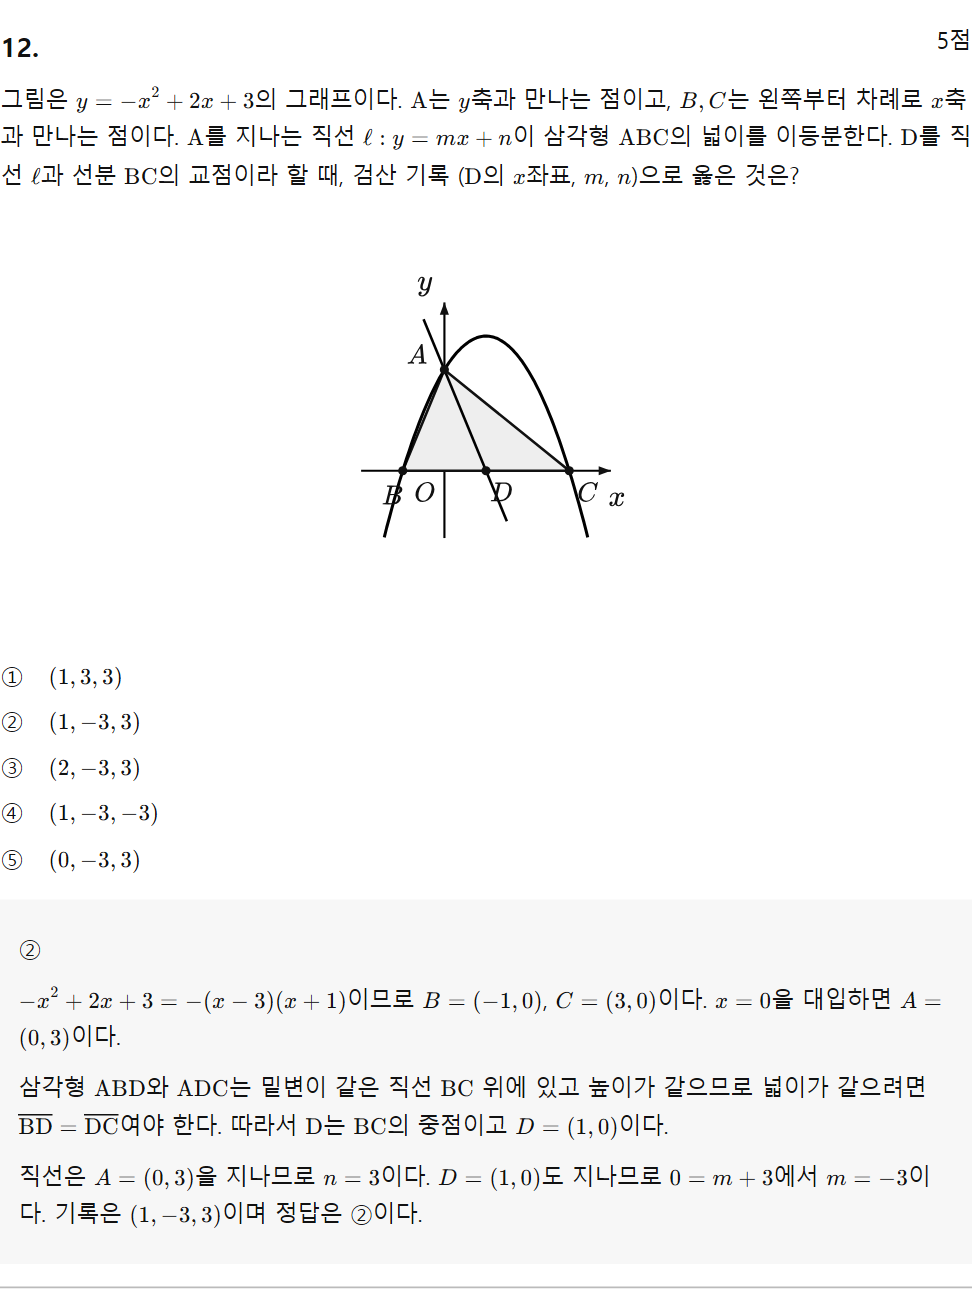 12.
5점
그림은 y = −x² + 2x + 3의 그래프이다. A는 y축과 만나는 점이고, B, C는 왼쪽부터 차례로 x축
과 만나는 점이다. A를 지나는 직선 ℓ : y = mx + n이 삼각형 ABC의 넓이를 이등분한다. D를 직
선 ℓ과 선분 BC의 교점이라 할 때, 검산 기록 (D의 x좌표, m, n)으로 옳은 것은?
y
A
B O D C x
① (1, 3, 3)
② (1, −3, 3)
③ (2, −3, 3)
④ (1, −3, −3)
⑤ (0, −3, 3)
②
−x² + 2x + 3 = −(x − 3)(x + 1)이므로 B = (−1, 0), C = (3, 0)이다. x = 0을 대입하면 A =
(0, 3)이다.
삼각형 ABD와 ADC는 밑변이 같은 직선 BC 위에 있고 높이가 같으므로 넓이가 같으려면
B̅D̅ = D̅C̅여야 한다. 따라서 D는 BC의 중점이고 D = (1, 0)이다.
직선은 A = (0, 3)을 지나므로 n = 3이다. D = (1, 0)도 지나므로 0 = m + 3에서 m = −3이
다. 기록은 (1, −3, 3)이며 정답은 ②이다.